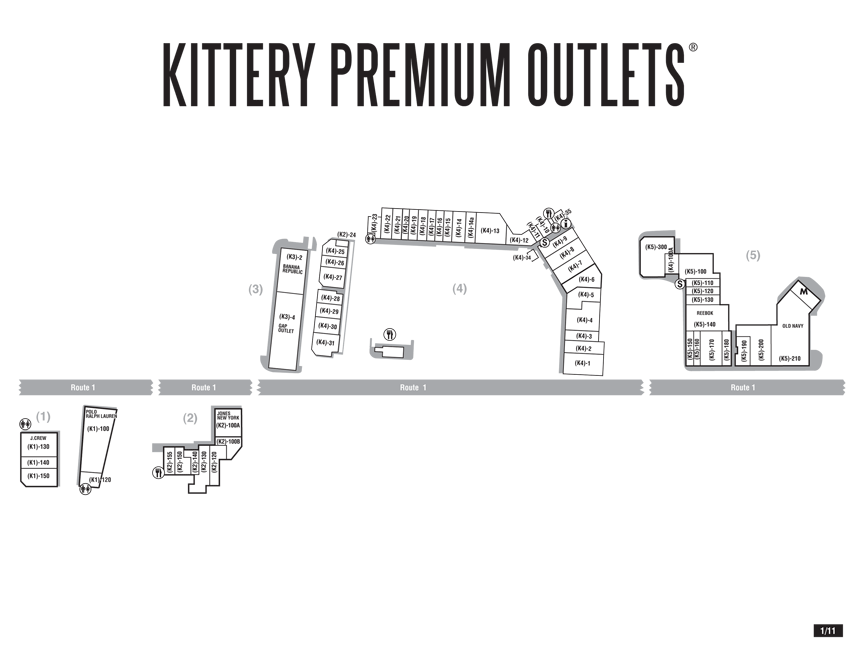 KITTERY PREMIUM OUTLETS®
(K4)-23
(K4)-22
(K4)-21
(K4)-20
(K4)-19
(K4)-18
(K4)-17
(K4)-16
(K4)-15
(K4)-14
(K4)-14a
(K4)-13
(K4)-12
(K4)-11
(K4)-10
(K4)-35
(K4)-34
S
(K4)-9
(K4)-8
(K4)-7
(K4)-6
(K4)-5
(K4)-4
(K4)-3
(K4)-2
(K4)-1
(K2)-24
(K4)-25
(K4)-26
(K4)-27
(K4)-28
(K4)-29
(K4)-30
(K4)-31
(3)
(K3)-2
BANANA
REPUBLIC
(K3)-4
GAP
OUTLET
(4)
(5)
(K5)-300
(K4)-100A
S
(K5)-100
(K5)-110
(K5)-120
(K5)-130
REEBOK
(K5)-140
(K5)-150
(K5)-160
(K5)-170
(K5)-180
(K5)-190
(K5)-200
M
OLD NAVY
(K5)-210
Route 1
Route 1
Route 1
Route 1
(1)
J.CREW
(K1)-130
(K1)-140
(K1)-150
POLO
RALPH LAUREN
(K1)-100
(K1)-120
(2)
JONES
NEW YORK
(K2)-100A
(K2)-100B
(K2)-155
(K2)-150
(K2)-140
(K2)-130
(K2)-120
1/11